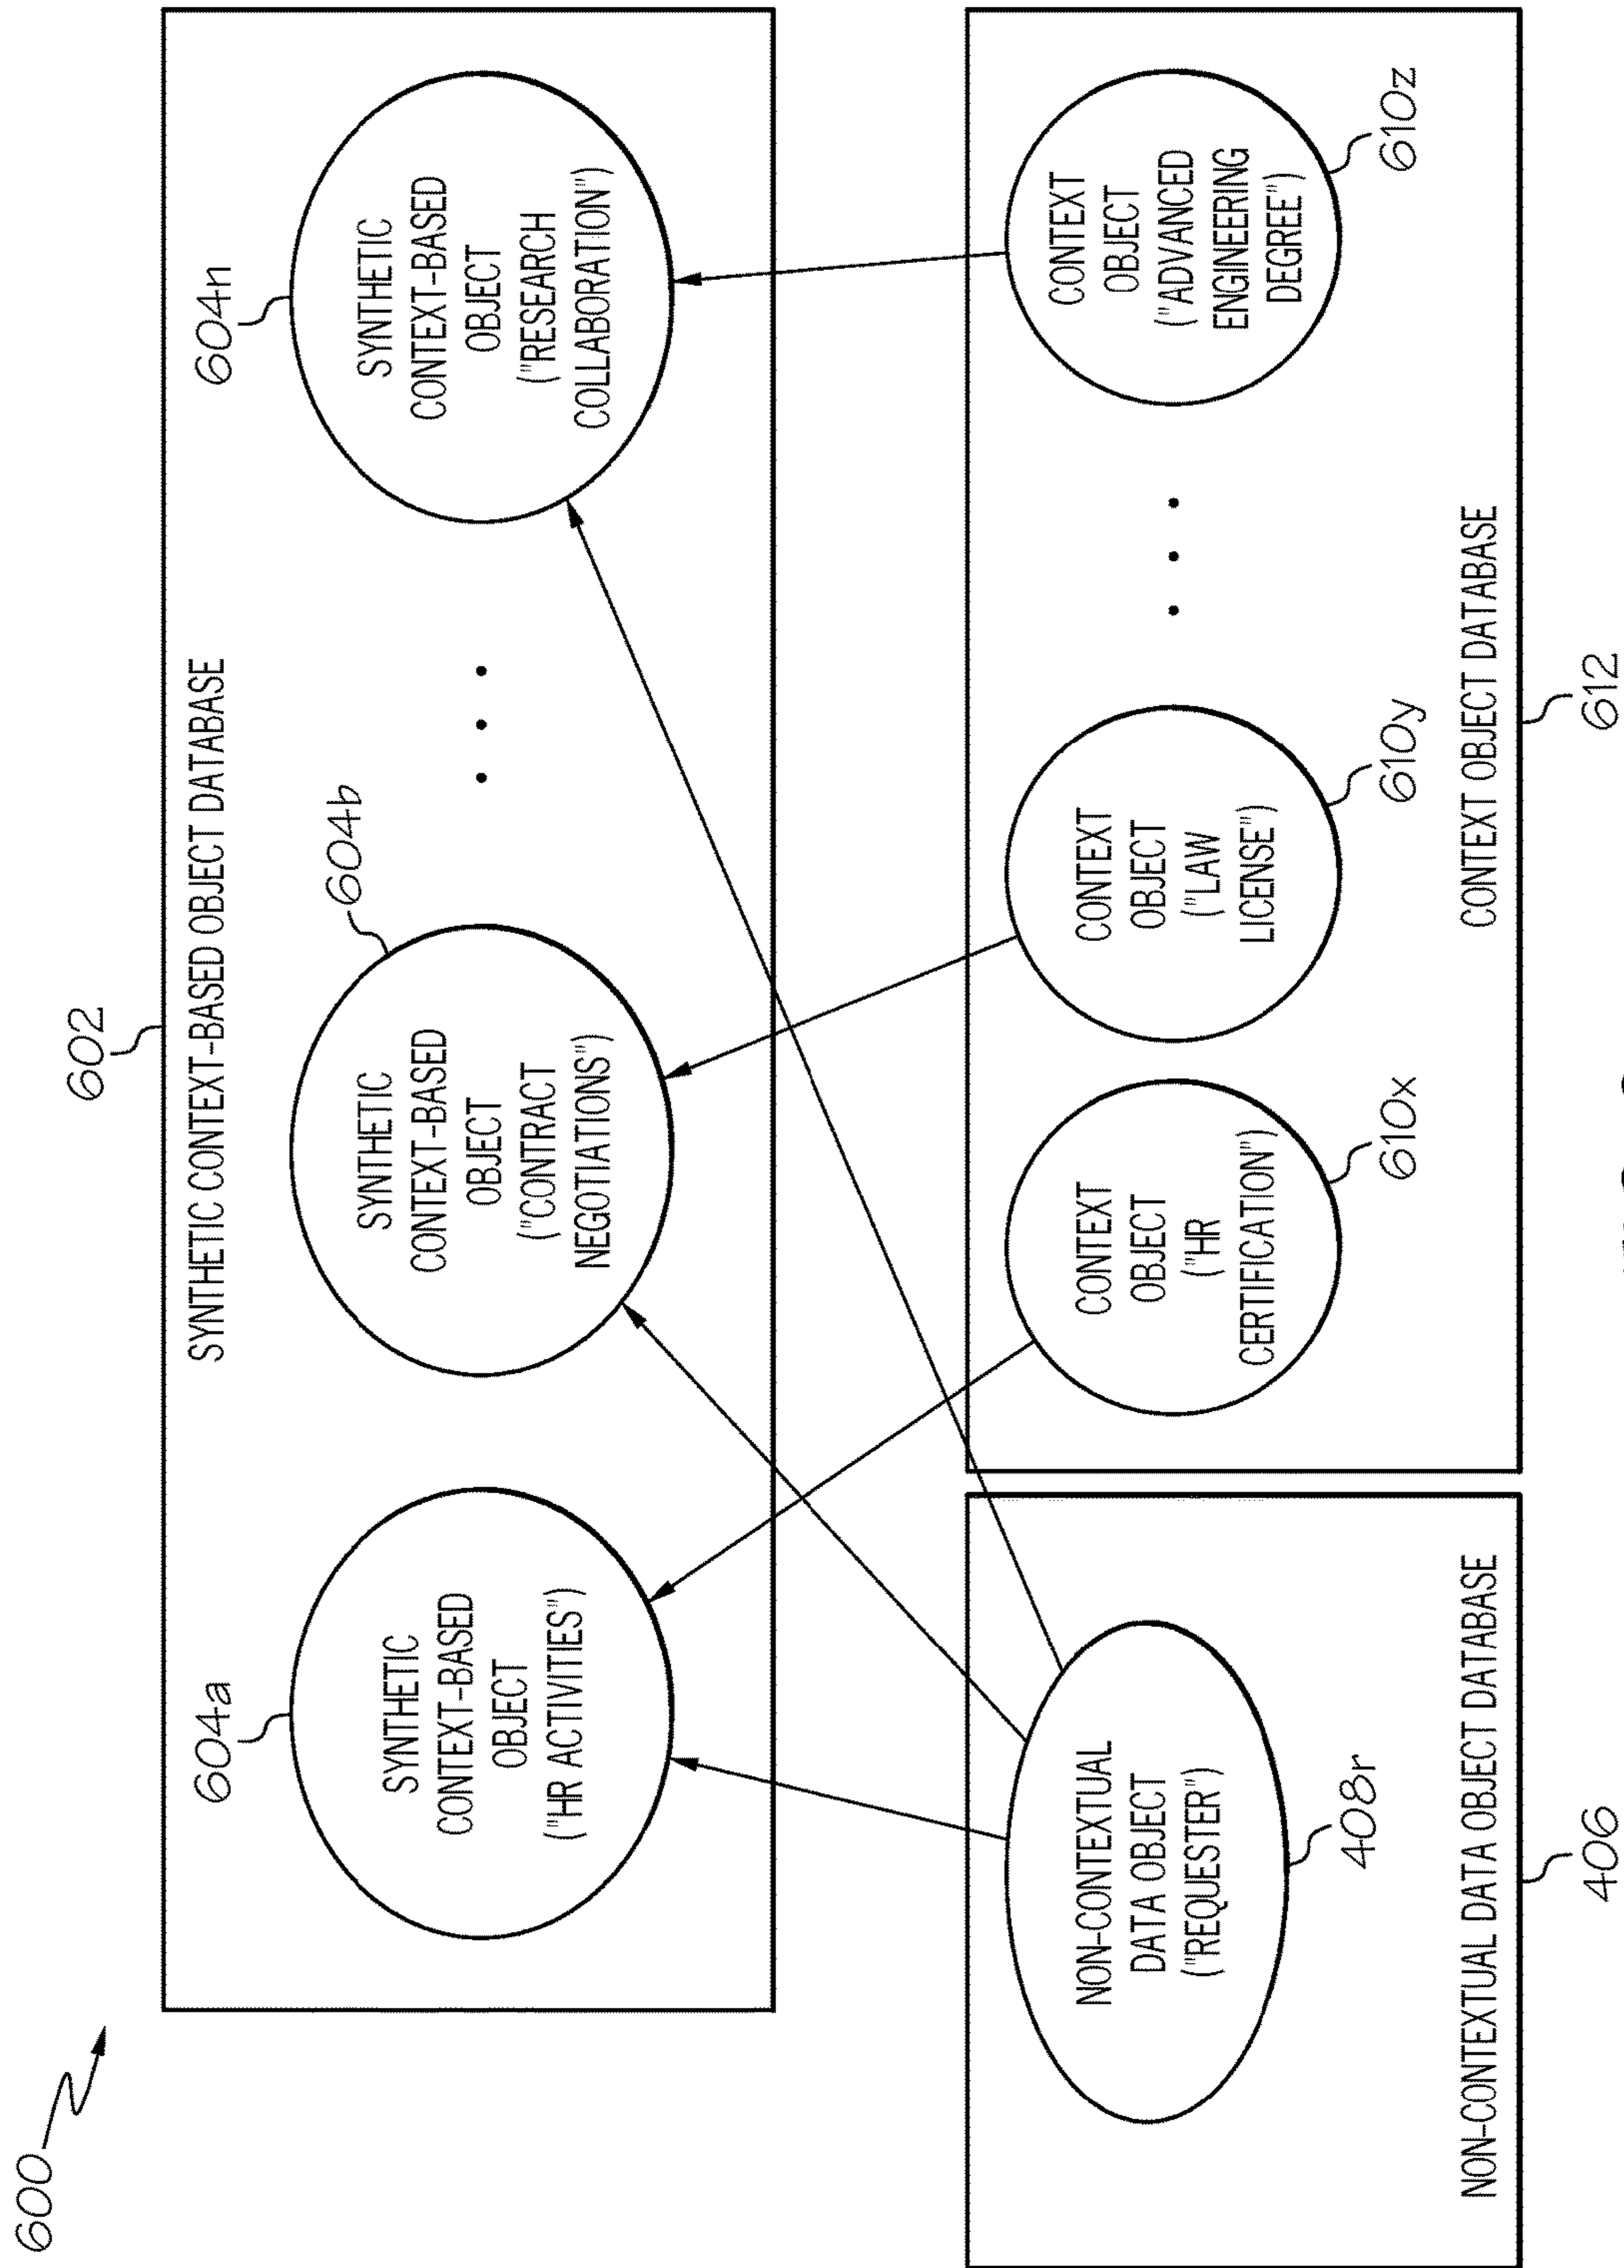 600
602
SYNTHETIC CONTEXT-BASED OBJECT DATABASE
604a
SYNTHETIC
CONTEXT-BASED
OBJECT
("HR ACTIVITIES")
604b
SYNTHETIC
CONTEXT-BASED
OBJECT
("CONTRACT
NEGOTIATIONS")
604n
SYNTHETIC
CONTEXT-BASED
OBJECT
("RESEARCH
COLLABORATION")
NON-CONTEXTUAL
DATA OBJECT
("REQUESTER")
408r
NON-CONTEXTUAL DATA OBJECT DATABASE
406
CONTEXT
OBJECT
("HR
CERTIFICATION")
610x
CONTEXT
OBJECT
("LAW
LICENSE")
610y
CONTEXT
OBJECT
("ADVANCED
ENGINEERING
DEGREE")
610z
CONTEXT OBJECT DATABASE
612